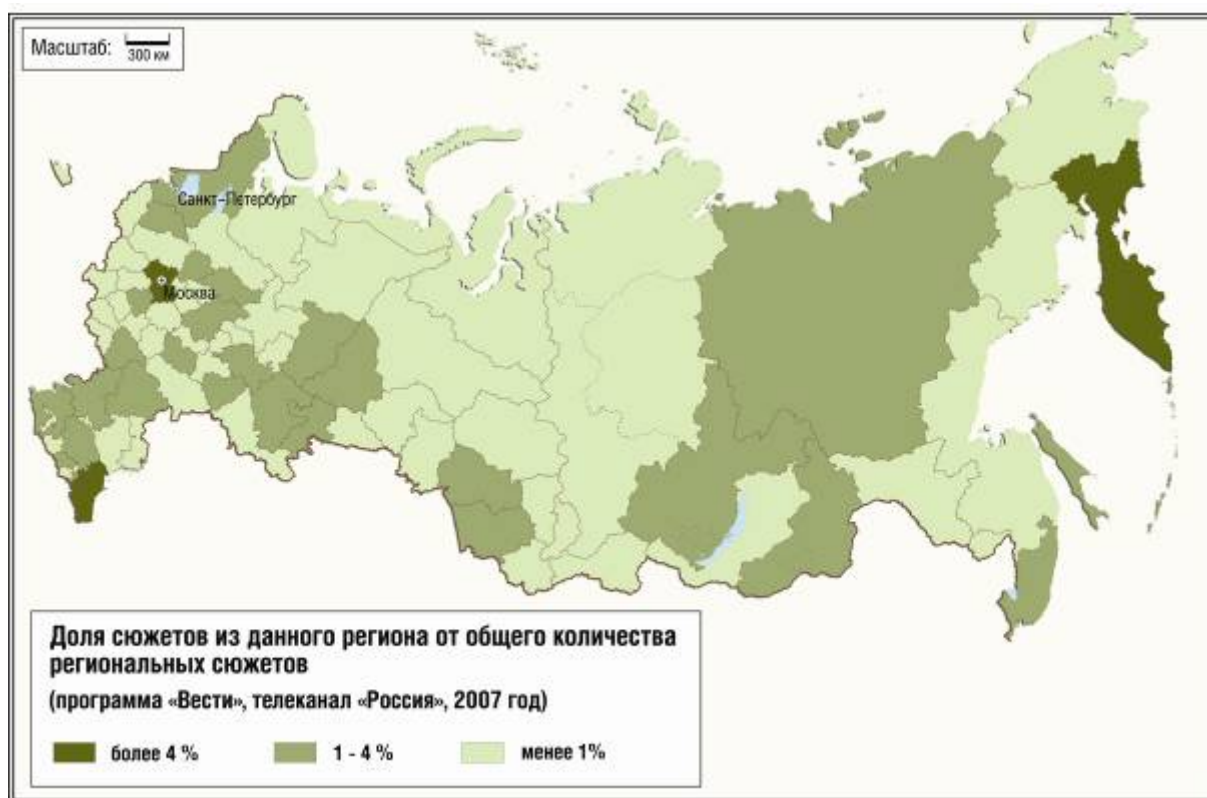 Масштаб:
300 км
Санкт-Петербург
Москва
Доля сюжетов из данного региона от общего количества
региональных сюжетов
(программа «Вести», телеканал «Россия», 2007 год)
более 4 %
1 - 4 %
менее 1%